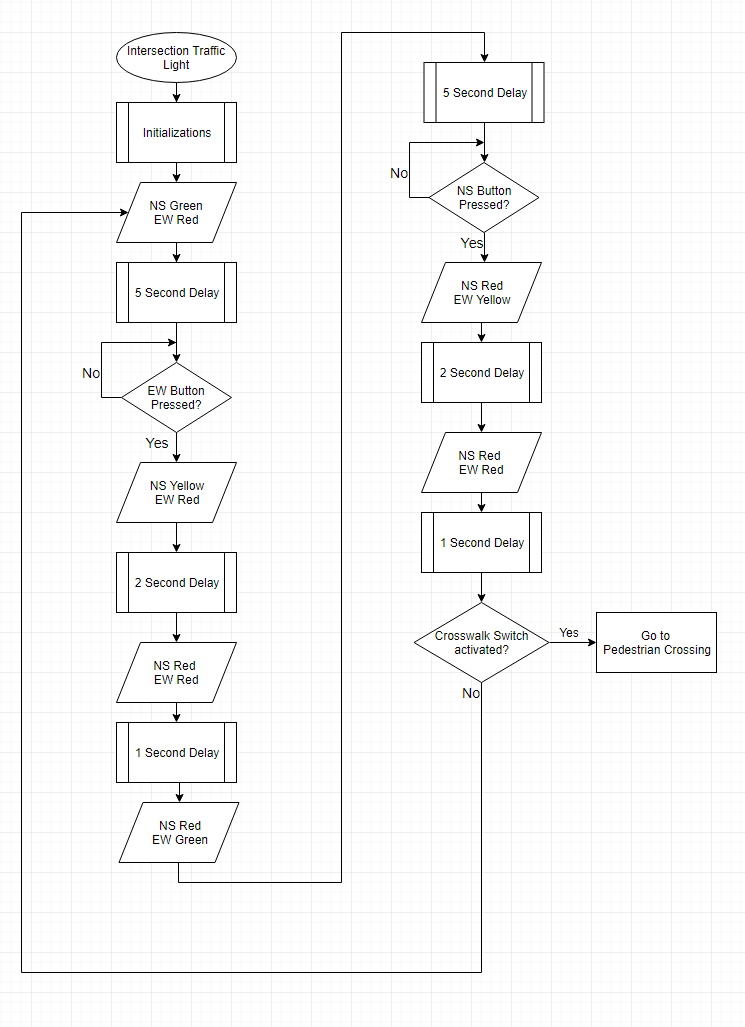 Intersection Traffic
Light
Initializations
NS Green
EW Red
5 Second Delay
No
EW Button
Pressed?
Yes
NS Yellow
EW Red
2 Second Delay
NS Red
EW Red
1 Second Delay
NS Red
EW Green
5 Second Delay
No
NS Button
Pressed?
Yes
NS Red
EW Yellow
2 Second Delay
NS Red
EW Red
1 Second Delay
Crosswalk Switch
activated?
Yes
Go to
Pedestrian Crossing
No